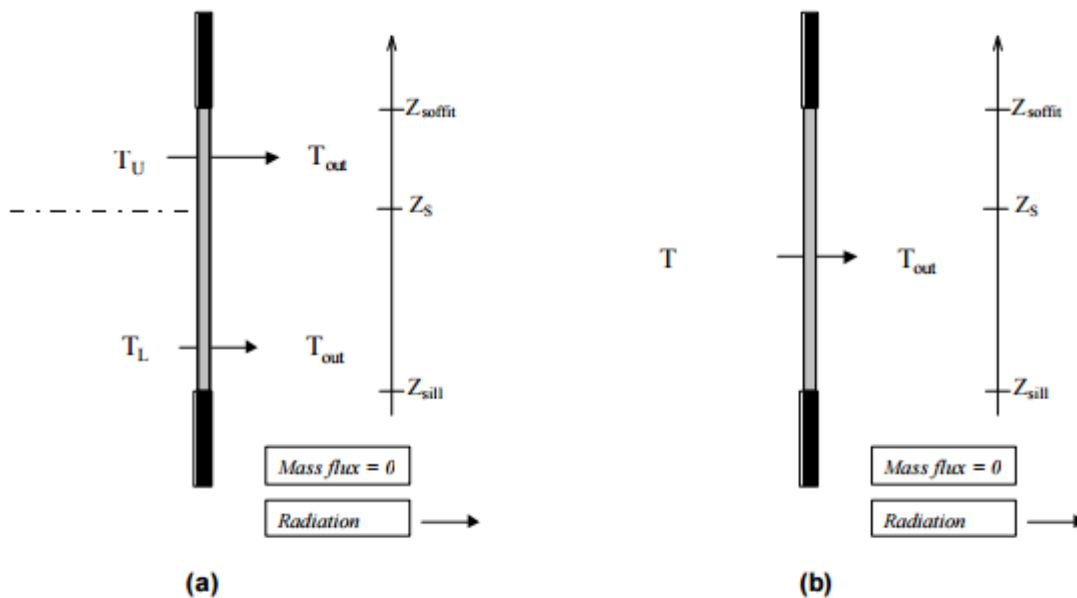 Z_soffit
T_U
T_out
Z_S
T_L
T_out
Z_sill
Mass flux = 0
Radiation
(a)
Z_soffit
Z_S
T
T_out
Z_sill
Mass flux = 0
Radiation
(b)